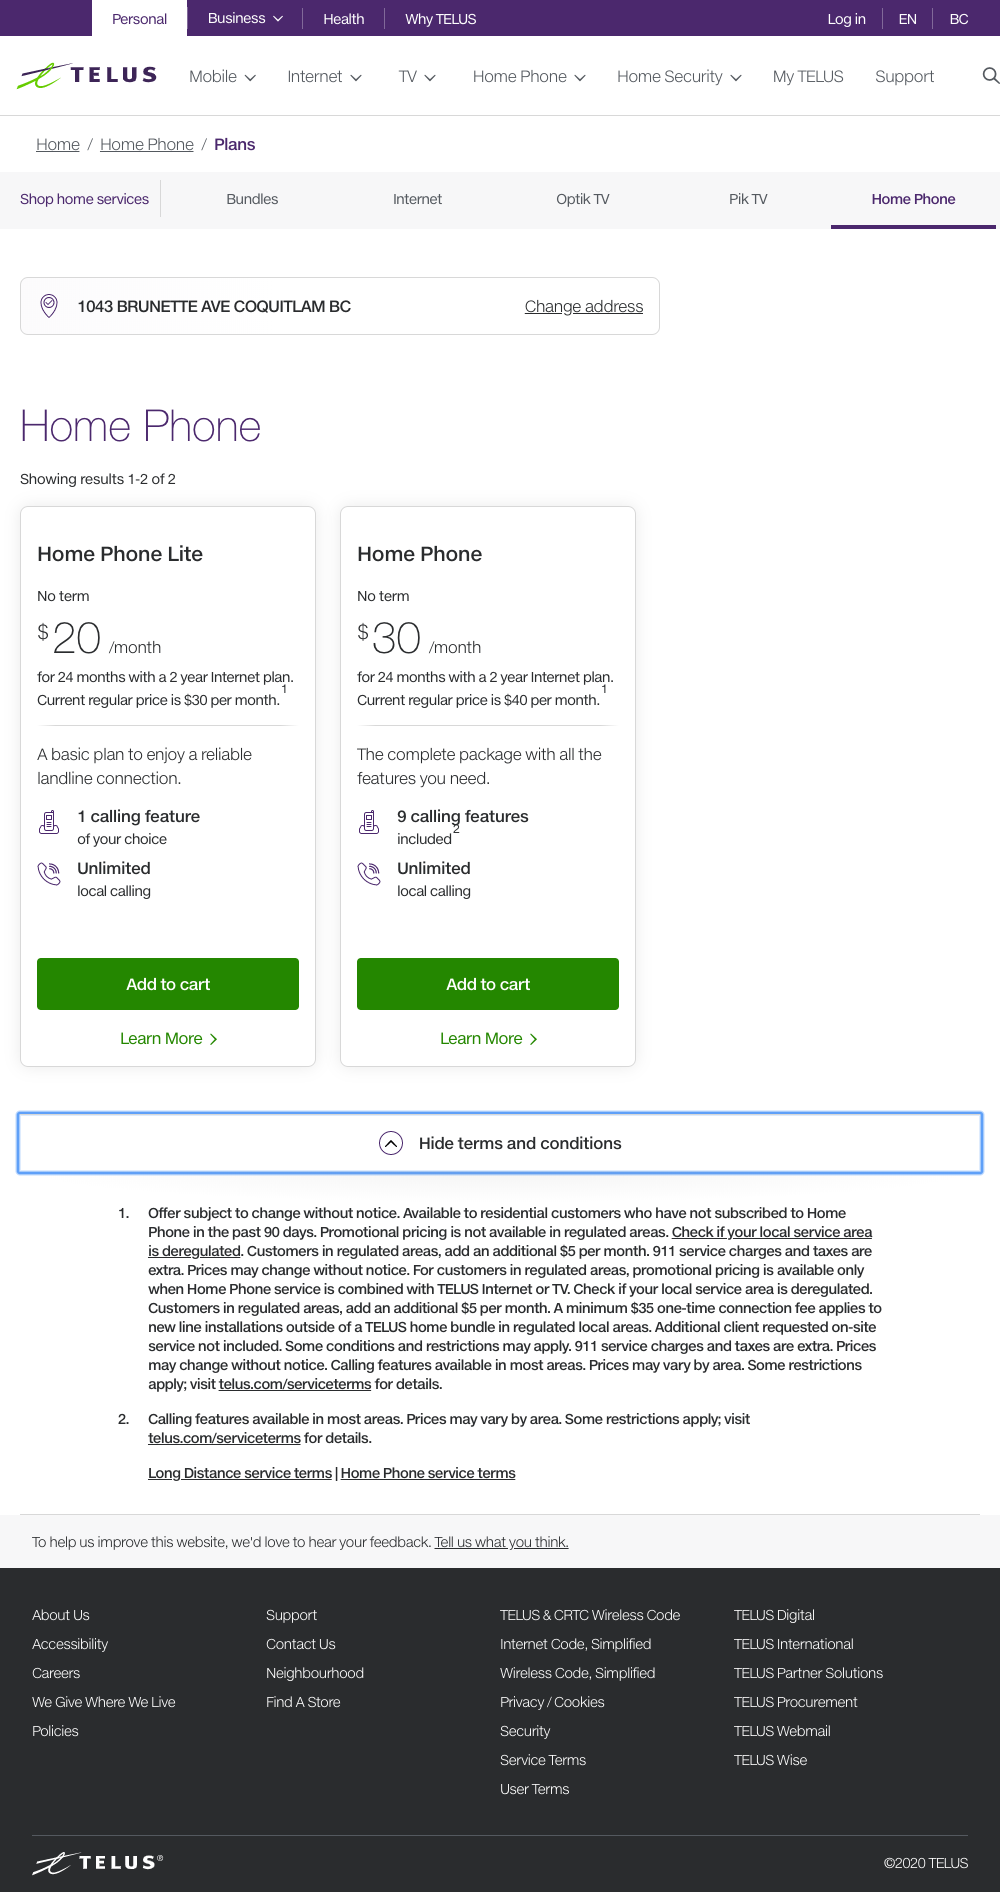 Personal Business Health Why TELUS Log in EN BC
TELUS Mobile Internet TV Home Phone Home Security My TELUS Support
Home / Home Phone / Plans
Shop home services Bundles Internet Optik TV Pik TV Home Phone
1043 BRUNETTE AVE COQUITLAM BC Change address
Home Phone
Showing results 1-2 of 2
Home Phone Lite
No term
$20 /month
for 24 months with a 2 year Internet plan.
Current regular price is $30 per month.1
A basic plan to enjoy a reliable
landline connection.
1 calling feature
of your choice
Unlimited
local calling
Add to cart
Learn More
Home Phone
No term
$30 /month
for 24 months with a 2 year Internet plan.
Current regular price is $40 per month.1
The complete package with all the
features you need.
9 calling features
included2
Unlimited
local calling
Add to cart
Learn More
Hide terms and conditions
1. Offer subject to change without notice. Available to residential customers who have not subscribed to Home
Phone in the past 90 days. Promotional pricing is not available in regulated areas. Check if your local service area
is deregulated. Customers in regulated areas, add an additional $5 per month. 911 service charges and taxes are
extra. Prices may change without notice. For customers in regulated areas, promotional pricing is available only
when Home Phone service is combined with TELUS Internet or TV. Check if your local service area is deregulated.
Customers in regulated areas, add an additional $5 per month. A minimum $35 one-time connection fee applies to
new line installations outside of a TELUS home bundle in regulated local areas. Additional client requested on-site
service not included. Some conditions and restrictions may apply. 911 service charges and taxes are extra. Prices
may change without notice. Calling features available in most areas. Prices may vary by area. Some restrictions
apply; visit telus.com/serviceterms for details.
2. Calling features available in most areas. Prices may vary by area. Some restrictions apply; visit
telus.com/serviceterms for details.
Long Distance service terms | Home Phone service terms
To help us improve this website, we'd love to hear your feedback. Tell us what you think.
About Us
Accessibility
Careers
We Give Where We Live
Policies
Support
Contact Us
Neighbourhood
Find A Store
TELUS & CRTC Wireless Code
Internet Code, Simplified
Wireless Code, Simplified
Privacy / Cookies
Security
Service Terms
User Terms
TELUS Digital
TELUS International
TELUS Partner Solutions
TELUS Procurement
TELUS Webmail
TELUS Wise
TELUS® ©2020 TELUS